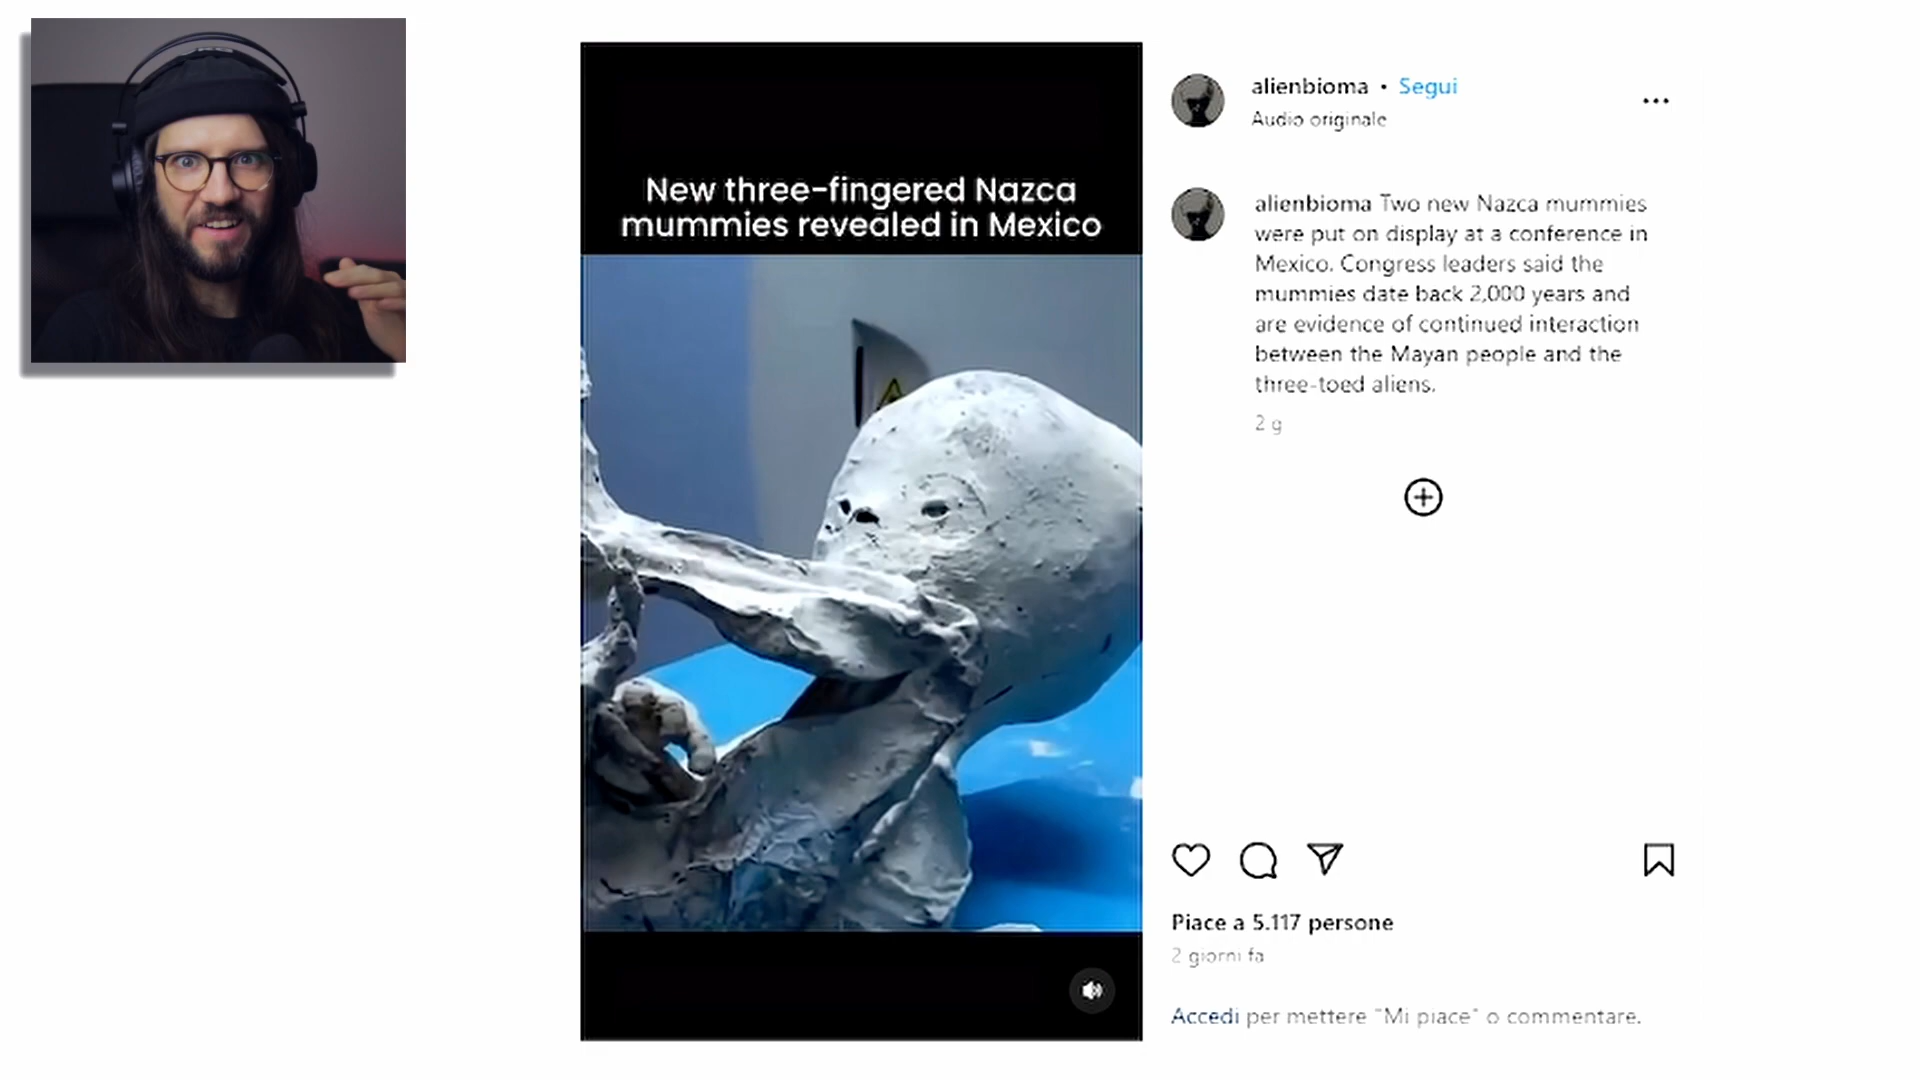 New three-fingered Nazca
mummies revealed in Mexico
alienbioma • Segui
Audio originale
alienbioma Two new Nazca mummies
were put on display at a conference in
Mexico. Congress leaders said the
mummies date back 2,000 years and
are evidence of continued interaction
between the Mayan people and the
three-toed aliens.
2 g
Piace a 5.117 persone
2 giorni fa
Accedi per mettere "Mi piace" o commentare.